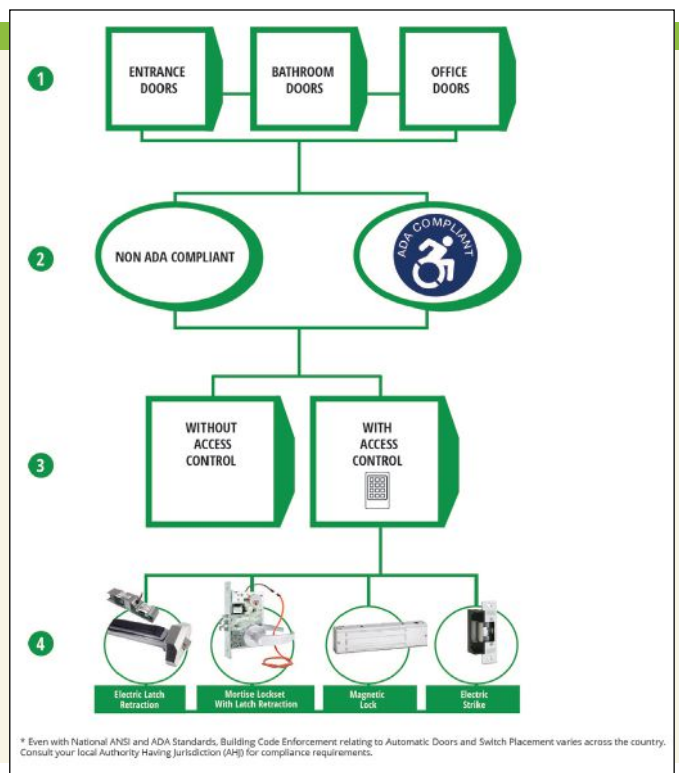 1
ENTRANCE
DOORS
BATHROOM
DOORS
OFFICE
DOORS
2
NON ADA COMPLIANT
ADA COMPLIANT
3
WITHOUT
ACCESS
CONTROL
WITH
ACCESS
CONTROL
4
Electric Latch
Retraction
Mortise Lockset
With Latch Retraction
Magnetic
Lock
Electric
Strike
* Even with National ANSI and ADA Standards, Building Code Enforcement relating to Automatic Doors and Switch Placement varies across the country.
Consult your local Authority Having Jurisdiction (AHJ) for compliance requirements.